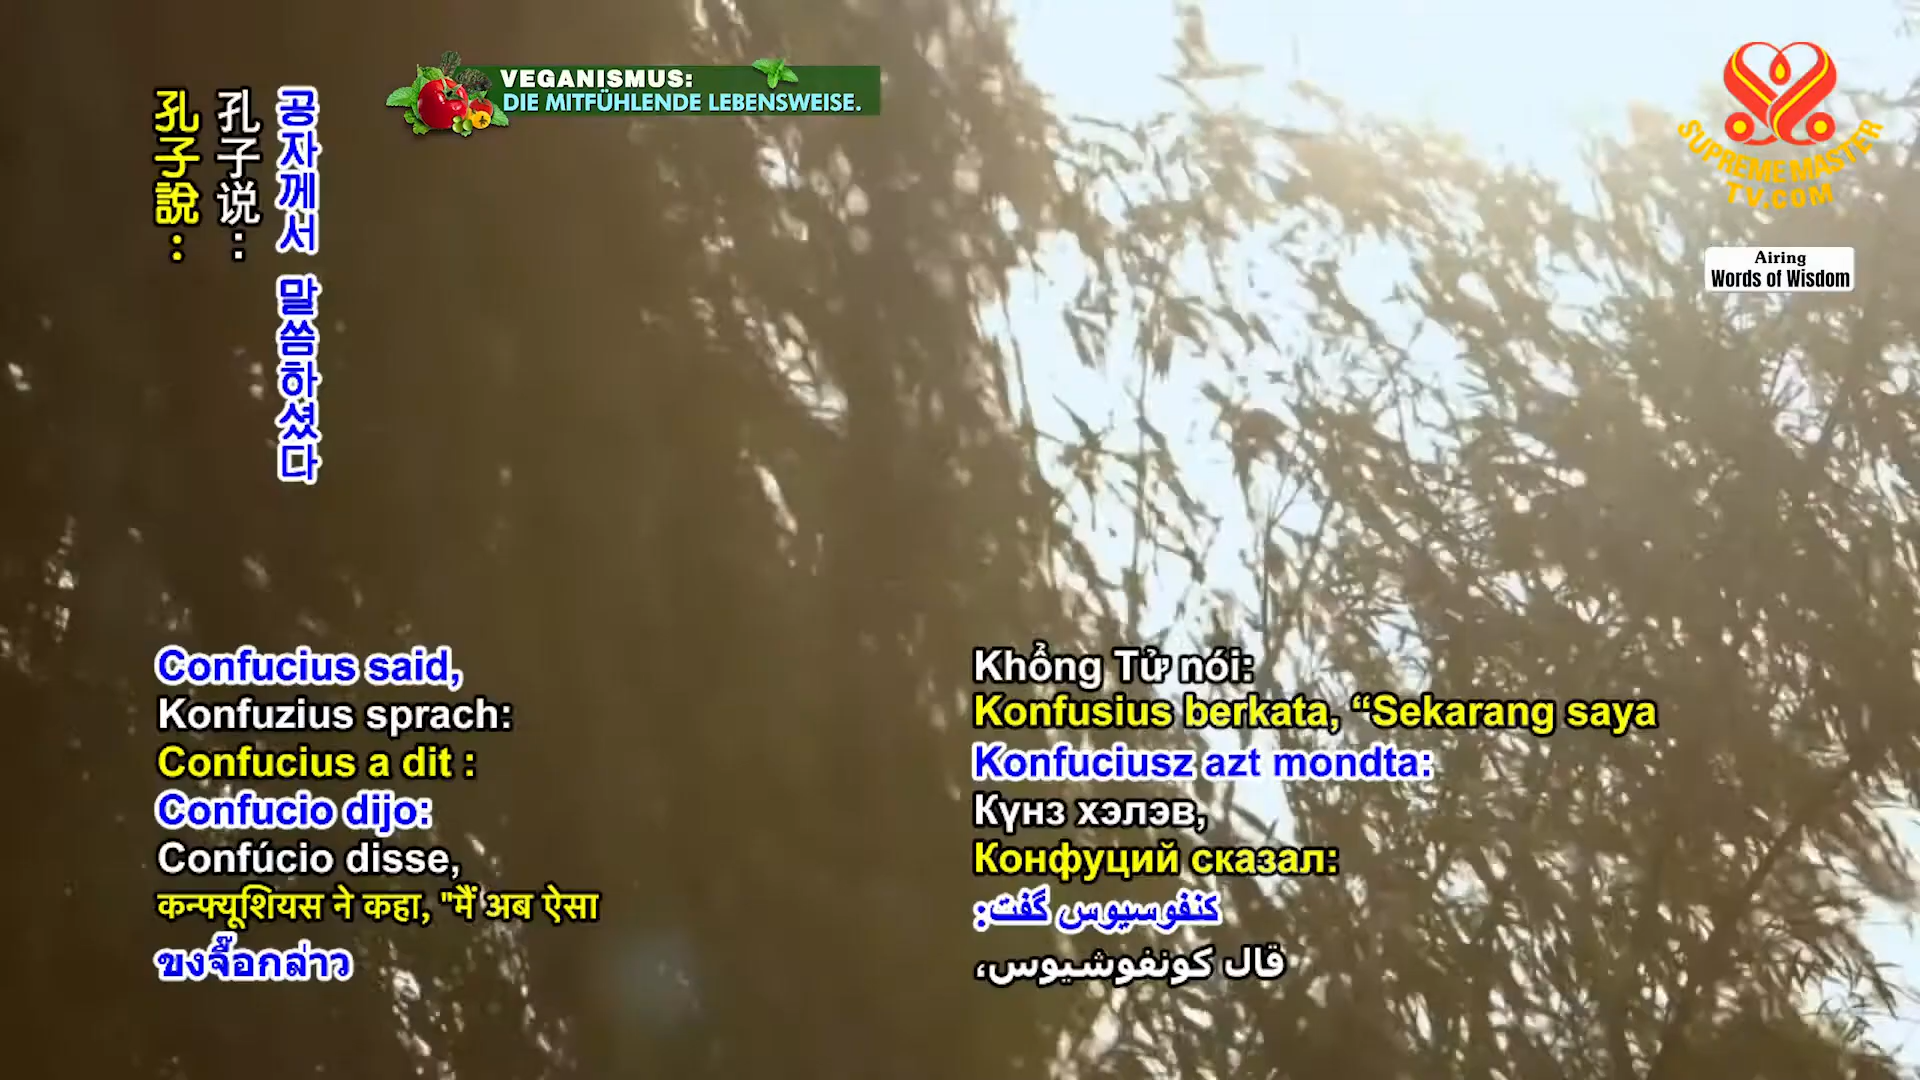 孔子說：
孔子说：
공자께서 말씀하셨다
VEGANISMUS:
DIE MITFÜHLENDE LEBENSWEISE.
SUPREME MASTER
TV.COM
Airing
Words of Wisdom
Confucius said,
Konfuzius sprach:
Confucius a dit :
Confucio dijo:
Confúcio disse,
कन्फ्यूशियस ने कहा, "मैं अब ऐसा
ขงจื๊อกล่าว
Khổng Tử nói:
Konfusius berkata, “Sekarang saya
Konfuciusz azt mondta:
Күнз хэлэв,
Конфуций сказал:
کنفوسیوس گفت:
قال كونفوشيوس،